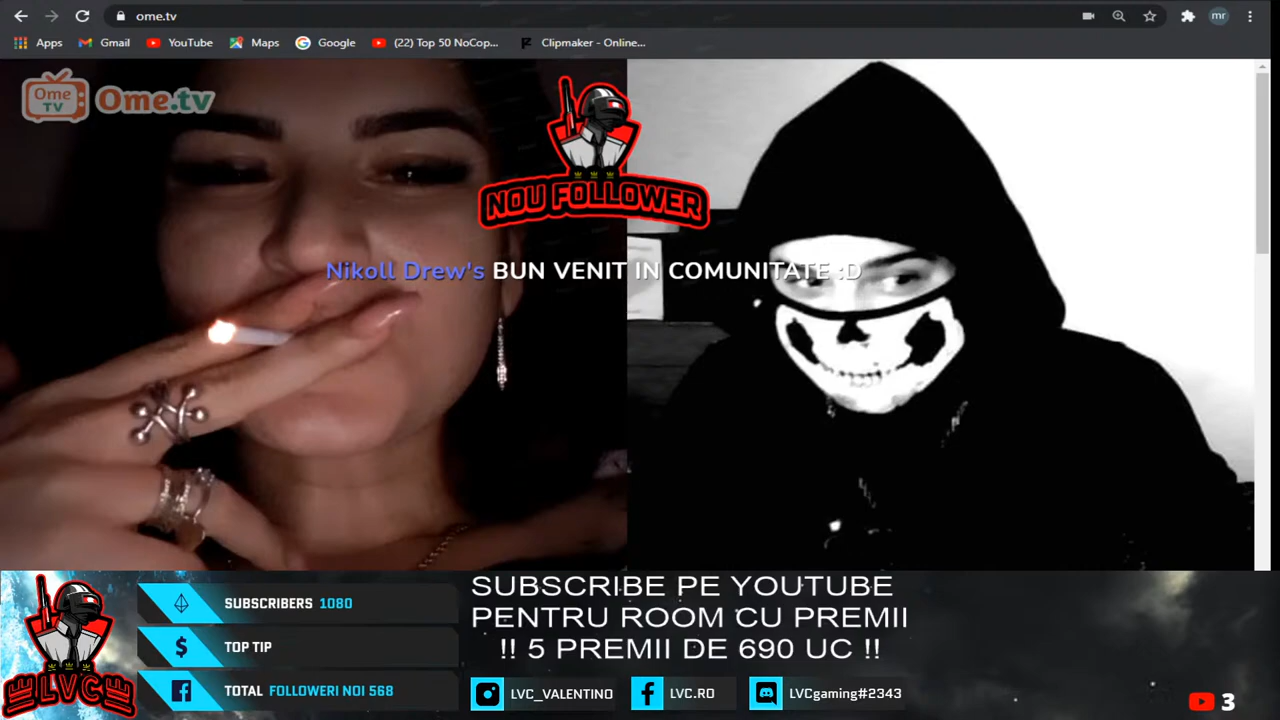 ome.tv
mr
Apps
Gmail
YouTube
Maps
Google
(22) Top 50 NoCop...
Clipmaker - Online...
Ome TV
Ome.tv
NOU FOLLOWER
Nikoll Drew's BUN VENIT IN COMUNITATE :D
LVC
SUBSCRIBERS 1080
TOP TIP
TOTAL FOLLOWERI NOI 568
SUBSCRIBE PE YOUTUBE
PENTRU ROOM CU PREMII
!! 5 PREMII DE 690 UC !!
LVC_VALENTINO
LVC.RO
LVCgaming#2343
3